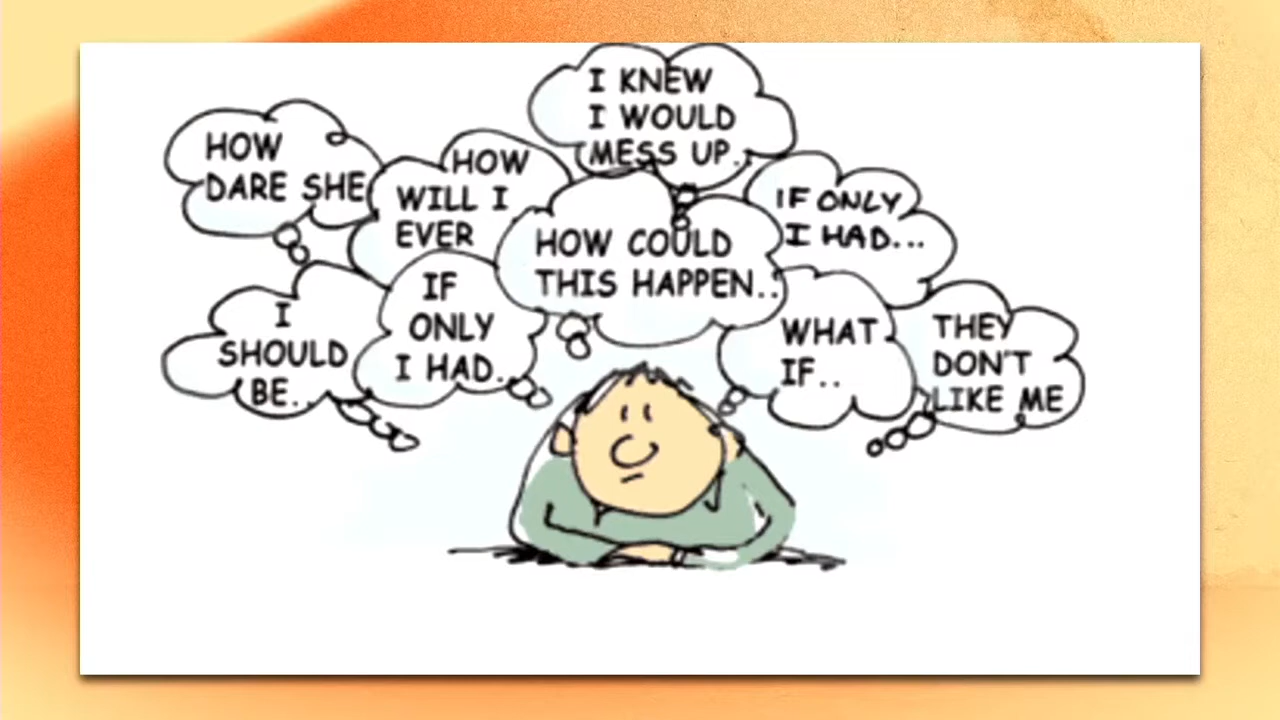 I KNEW
I WOULD
MESS UP.
HOW
DARE SHE
HOW
WILL I
EVER
HOW COULD
THIS HAPPEN..
IF ONLY
I HAD...
I
SHOULD
BE..
IF
ONLY
I HAD..
WHAT
IF..
THEY
DON'T
LIKE ME